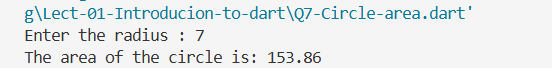 g\Lect-01-Introducion-to-dart\Q7-Circle-area.dart'
Enter the radius : 7
The area of the circle is: 153.86